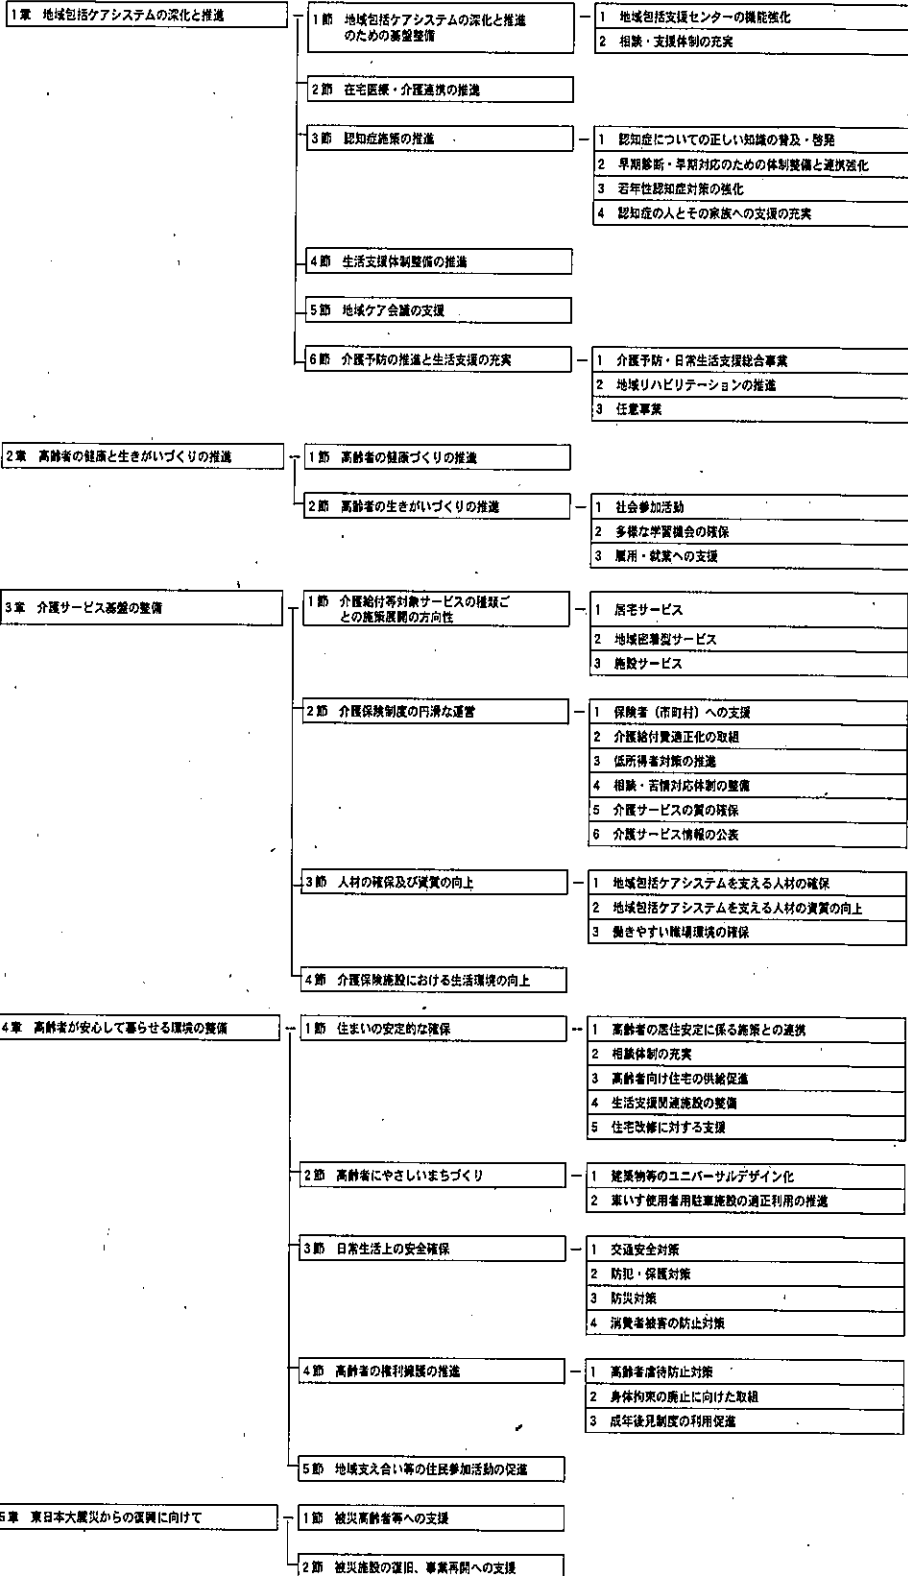 1章 地域包括ケアシステムの深化と推進
1節 地域包括ケアシステムの深化と推進
のための基盤整備
1 地域包括支援センターの機能強化
2 相談・支援体制の充実
2節 在宅医療・介護連携の推進
3節 認知症施策の推進
1 認知症についての正しい知識の普及・啓発
2 早期診断・早期対応のための体制整備と連携強化
3 若年性認知症対策の強化
4 認知症の人とその家族への支援の充実
4節 生活支援体制整備の推進
5節 地域ケア会議の支援
6節 介護予防の推進と生活支援の充実
1 介護予防・日常生活支援総合事業
2 地域リハビリテーションの推進
3 任意事業
2章 高齢者の健康と生きがいづくりの推進
1節 高齢者の健康づくりの推進
2節 高齢者の生きがいづくりの推進
1 社会参加活動
2 多様な学習機会の確保
3 雇用・就業への支援
3章 介護サービス基盤の整備
1節 介護給付等対象サービスの種類ご
との施策展開の方向性
1 居宅サービス
2 地域密着型サービス
3 施設サービス
2節 介護保険制度の円滑な運営
1 保険者（市町村）への支援
2 介護給付費適正化の取組
3 低所得者対策の推進
4 相談・苦情対応体制の整備
5 介護サービスの質の確保
6 介護サービス情報の公表
3節 人材の確保及び資質の向上
1 地域包括ケアシステムを支える人材の確保
2 地域包括ケアシステムを支える人材の資質の向上
3 働きやすい職場環境の確保
4節 介護保険施設における生活環境の向上
4章 高齢者が安心して暮らせる環境の整備
1節 住まいの安定的な確保
1 高齢者の居住安定に係る施策との連携
2 相談体制の充実
3 高齢者向け住宅の供給促進
4 生活支援関連施設の整備
5 住宅改修に対する支援
2節 高齢者にやさしいまちづくり
1 建築物等のユニバーサルデザイン化
2 車いす使用者用駐車施設の適正利用の推進
3節 日常生活上の安全確保
1 交通安全対策
2 防犯・保護対策
3 防災対策
4 消費者被害の防止対策
4節 高齢者の権利擁護の推進
1 高齢者虐待防止対策
2 身体拘束の廃止に向けた取組
3 成年後見制度の利用促進
5節 地域支え合い等の住民参加活動の促進
5章 東日本大震災からの復興に向けて
1節 被災高齢者等への支援
2節 被災施設の復旧、事業再開への支援